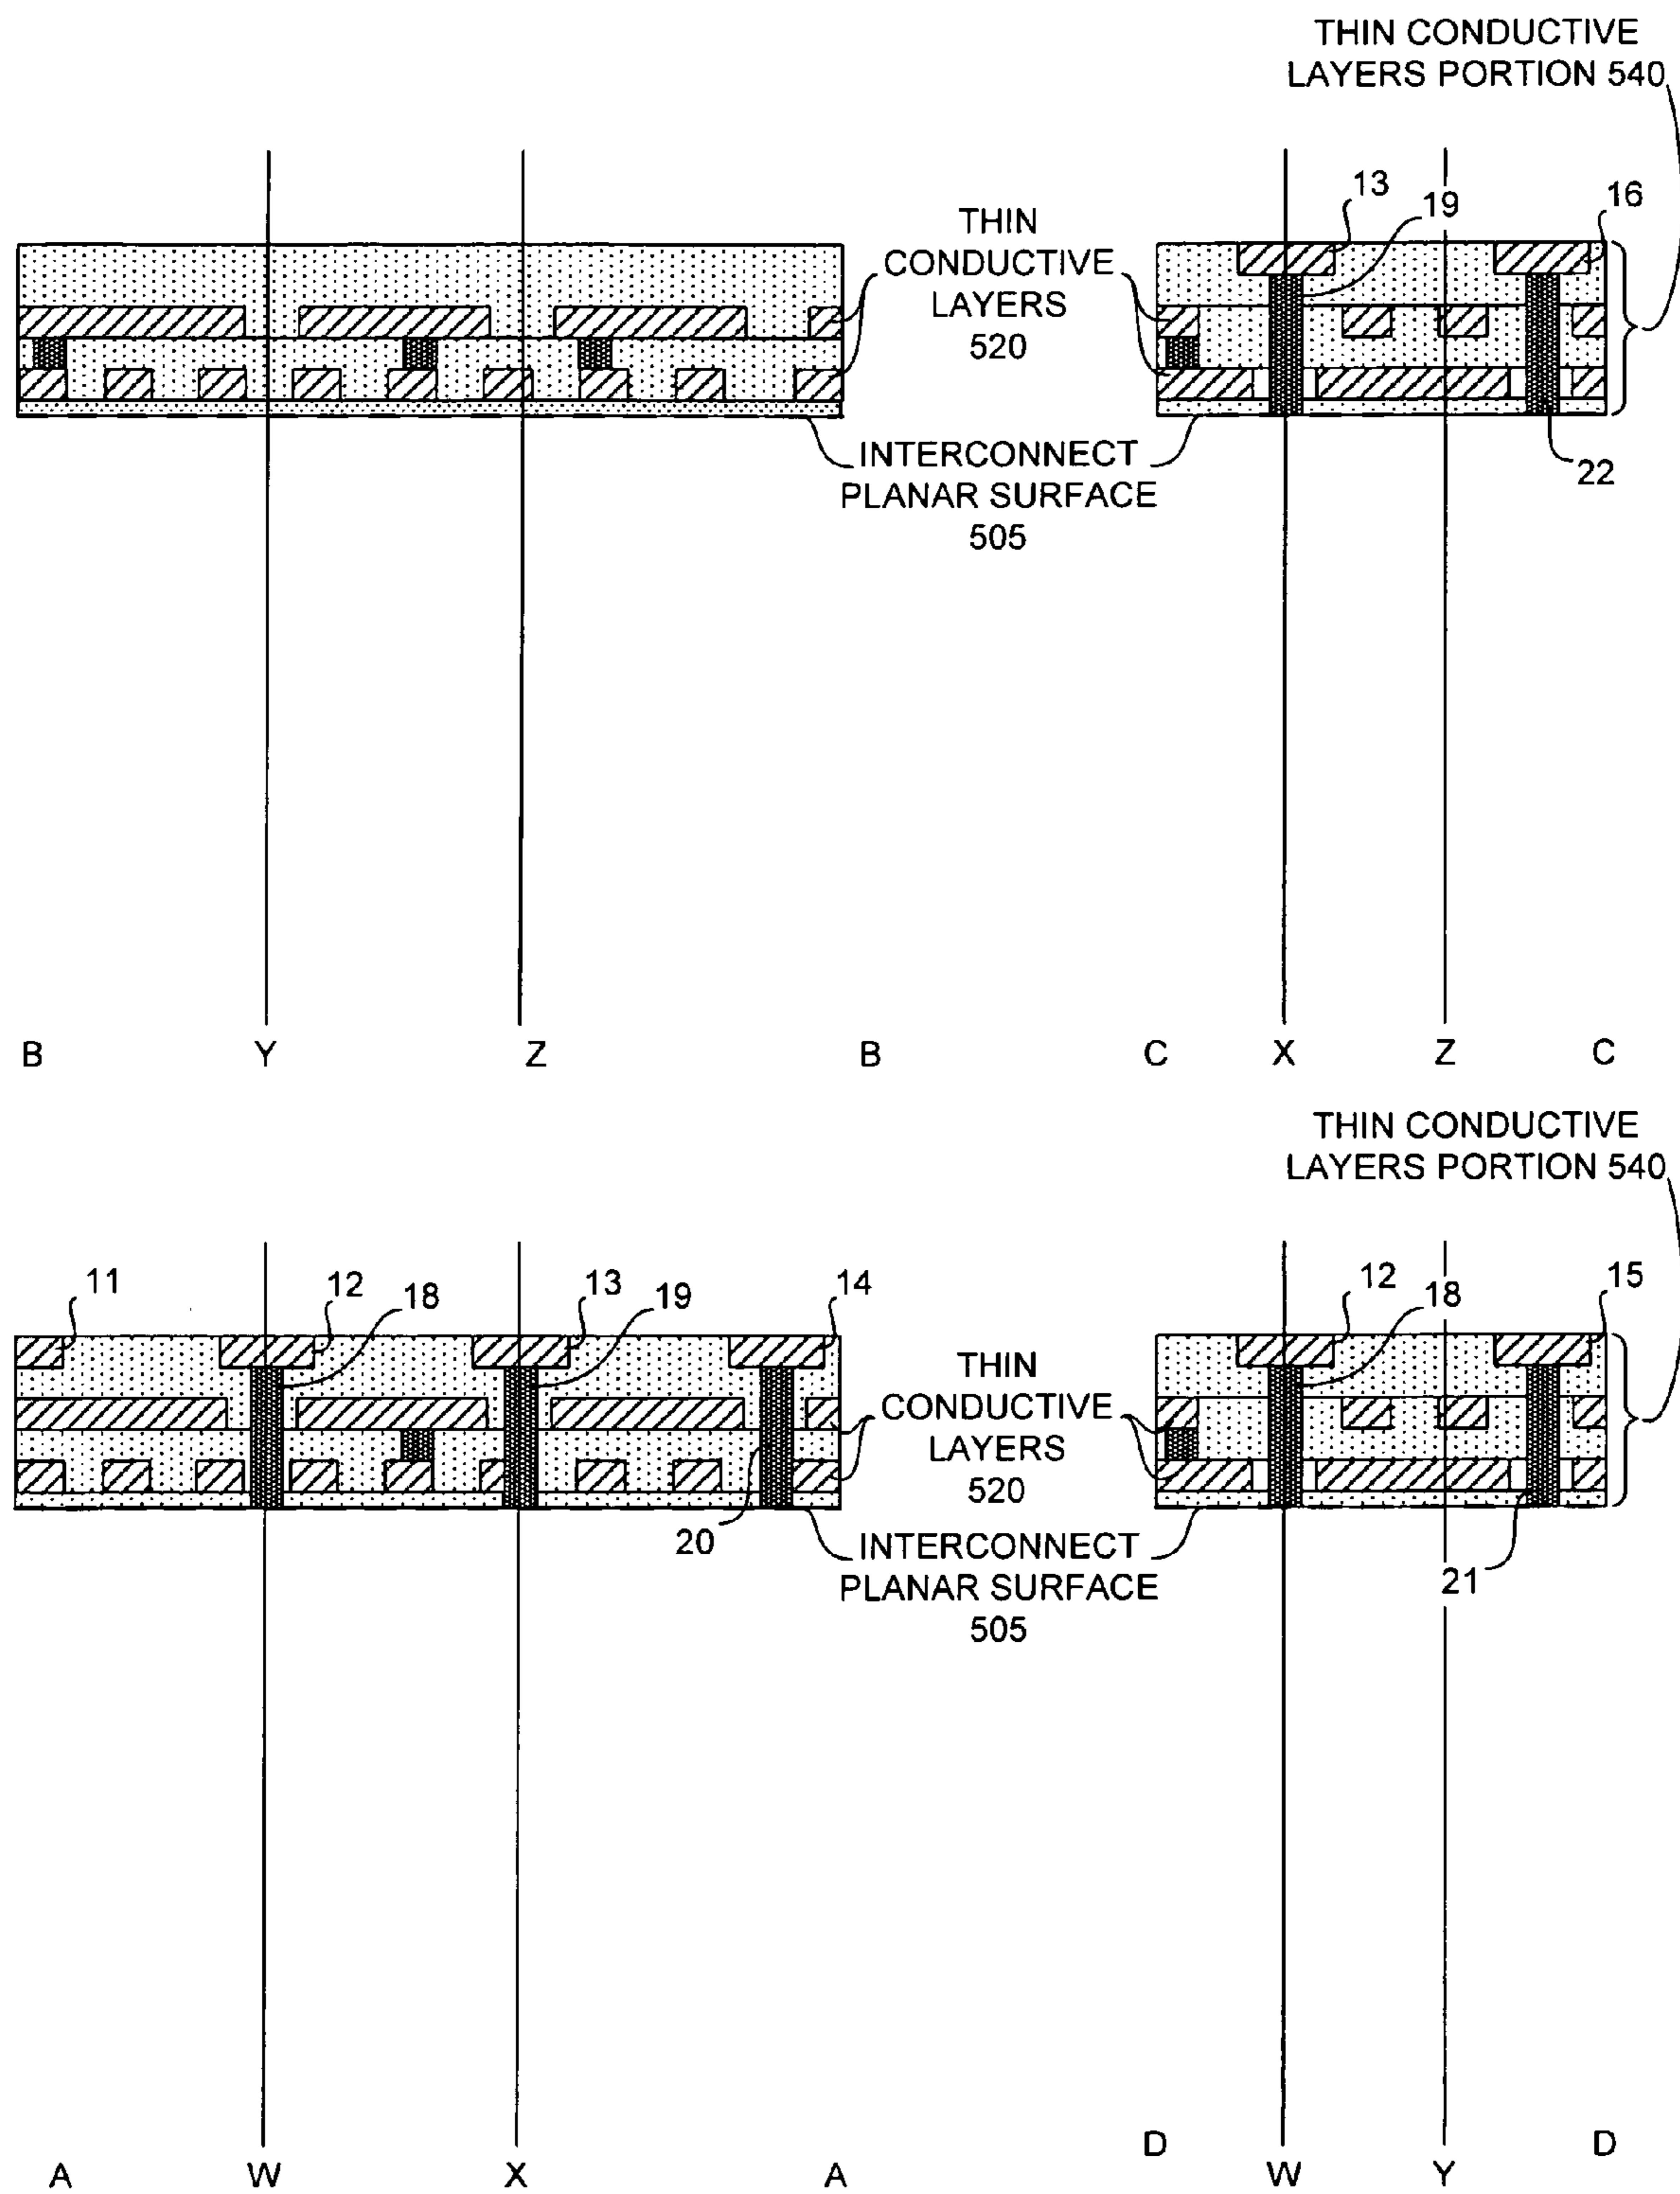 THIN CONDUCTIVE
LAYERS PORTION 540
13
19
16
THIN
CONDUCTIVE
LAYERS
520
INTERCONNECT
PLANAR SURFACE
505
22
B Y Z B C X Z C
THIN CONDUCTIVE
LAYERS PORTION 540
11
12
18
13
19
14
12
18
15
THIN
CONDUCTIVE
LAYERS
520
20
INTERCONNECT
PLANAR SURFACE
505
21
D D
A W X A W Y